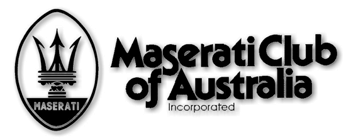 MASERATI
Maserati Club
of Australia
Incorporated